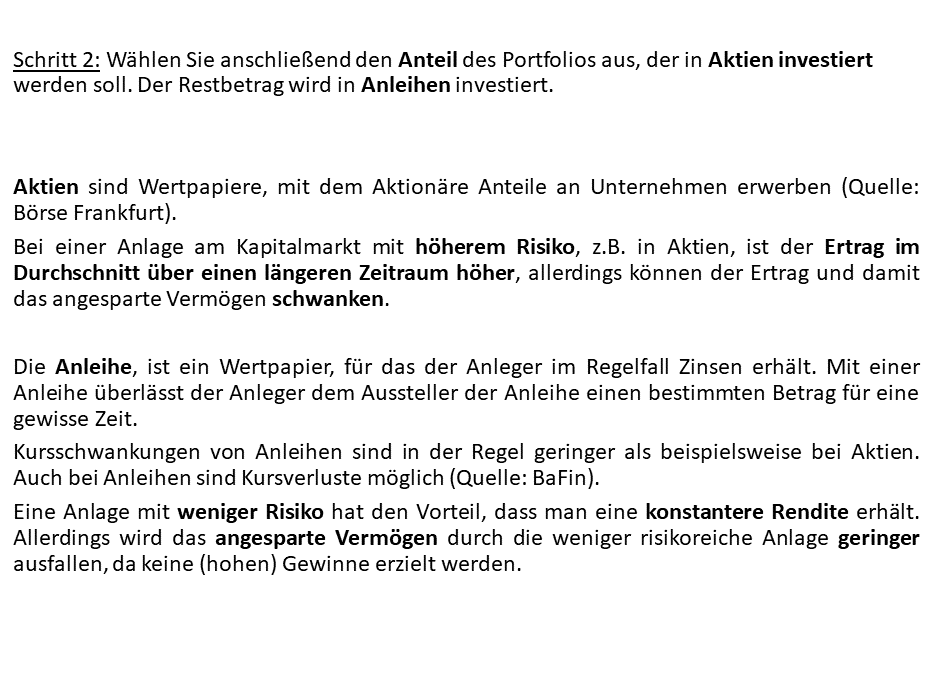 Schritt 2: Wählen Sie anschließend den Anteil des Portfolios aus, der in Aktien investiert
werden soll. Der Restbetrag wird in Anleihen investiert.
Aktien sind Wertpapiere, mit dem Aktionäre Anteile an Unternehmen erwerben (Quelle:
Börse Frankfurt).
Bei einer Anlage am Kapitalmarkt mit höherem Risiko, z.B. in Aktien, ist der Ertrag im
Durchschnitt über einen längeren Zeitraum höher, allerdings können der Ertrag und damit
das angesparte Vermögen schwanken.
Die Anleihe, ist ein Wertpapier, für das der Anleger im Regelfall Zinsen erhält. Mit einer
Anleihe überlässt der Anleger dem Aussteller der Anleihe einen bestimmten Betrag für eine
gewisse Zeit.
Kursschwankungen von Anleihen sind in der Regel geringer als beispielsweise bei Aktien.
Auch bei Anleihen sind Kursverluste möglich (Quelle: BaFin).
Eine Anlage mit weniger Risiko hat den Vorteil, dass man eine konstantere Rendite erhält.
Allerdings wird das angesparte Vermögen durch die weniger risikoreiche Anlage geringer
ausfallen, da keine (hohen) Gewinne erzielt werden.